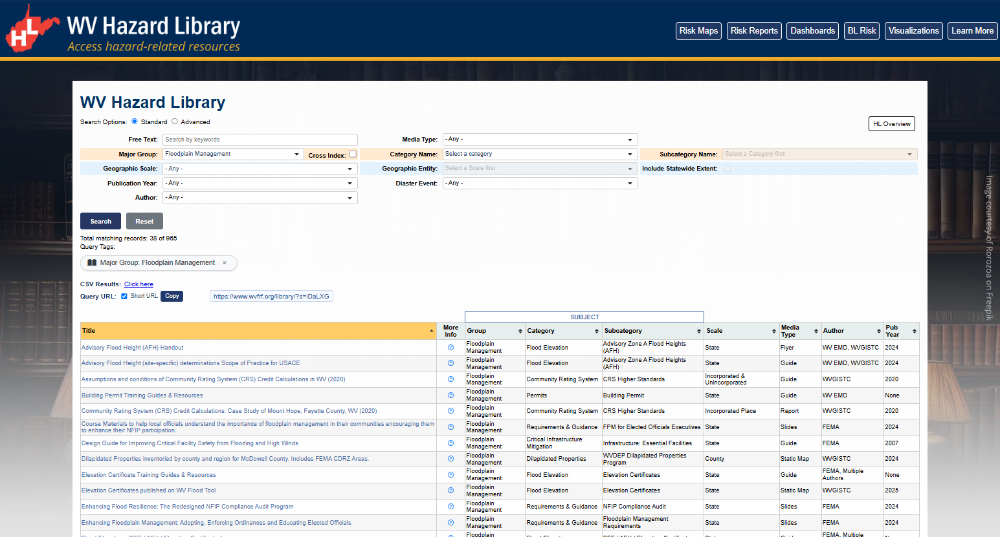 HL
WV Hazard Library
Access hazard-related resources
Risk Maps
Risk Reports
Dashboards
BL Risk
Visualizations
Learn More
WV Hazard Library
Search Options: Standard Advanced
HL Overview
Free Text: Search by keywords Media Type: - Any -
Major Group: Floodplain Management Cross Index: Category Name: Select a category Subcategory Name: Select a Category first
Geographic Scale: - Any - Geographic Entity: Select a Scale first Include Statewide Extent:
Publication Year: - Any - Diaster Event: - Any -
Author: - Any -
Search Reset
Total matching records: 38 of 965
Query Tags:
Major Group: Floodplain Management ×
CSV Results: Click here
Query URL: Short URL Copy https://www.wvfrf.org/library/?s=iDaLXG
Image courtesy of Rorozoa on Freepik
SUBJECT
Title More Info Group Category Subcategory Scale Media Type Author Pub Year
Advisory Flood Height (AFH) Handout Floodplain Management Flood Elevation Advisory Zone A Flood Heights (AFH) State Flyer WV EMD, WVGISTC 2024
Advisory Flood Height (site-specific) determinations Scope of Practice for USACE Floodplain Management Flood Elevation Advisory Zone A Flood Heights (AFH) State Guide WV EMD, WVGISTC 2024
Assumptions and conditions of Community Rating System (CRS) Credit Calculations in WV (2020) Floodplain Management Community Rating System CRS Higher Standards Incorporated & Unincorporated Guide WVGISTC 2020
Building Permit Training Guides & Resources Floodplain Management Permits Building Permit State Guide WV EMD None
Community Rating System (CRS) Credit Calculations: Case Study of Mount Hope, Fayette County, WV (2020) Floodplain Management Community Rating System CRS Higher Standards Incorporated Place Report WVGISTC 2020
Course Materials to help local officials understand the importance of floodplain management in their communities encouraging them to enhance their NFIP participation. Floodplain Management Requirements & Guidance FPM for Elected Officials Executives State Slides FEMA 2024
Design Guide for Improving Critical Facility Safety from Flooding and High Winds Floodplain Management Critical Infrastructure Mitigation Infrastructure: Essential Facilities State Guide FEMA 2007
Dilapidated Properties inventoried by county and region for McDowell County. Includes FEMA CDRZ Areas. Floodplain Management Dilapidated Properties WVDEP Dilapidated Properties Program County Static Map WVGISTC 2024
Elevation Certificate Training Guides & Resources Floodplain Management Flood Elevation Elevation Certificates State Guide FEMA, Multiple Authors None
Elevation Certificates published on WV Flood Tool Floodplain Management Flood Elevation Elevation Certificates State Static Map WVGISTC 2025
Enhancing Flood Resilience: The Redesigned NFIP Compliance Audit Program Floodplain Management Requirements & Guidance NFIP Compliance Audit State Slides FEMA 2024
Enhancing Floodplain Management: Adopting, Enforcing Ordinances and Educating Elected Officials Floodplain Management Requirements & Guidance Floodplain Management Requirements State Slides FEMA 2024
Floodplain FEMA, Multiple